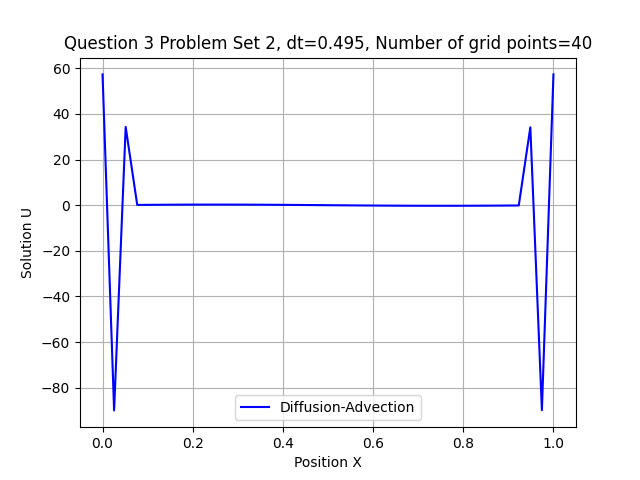 Question 3 Problem Set 2, dt=0.495, Number of grid points=40
60
40
20
0
−20
−40
−60
−80
Solution U
Diffusion-Advection
0.0 0.2 0.4 0.6 0.8 1.0
Position X